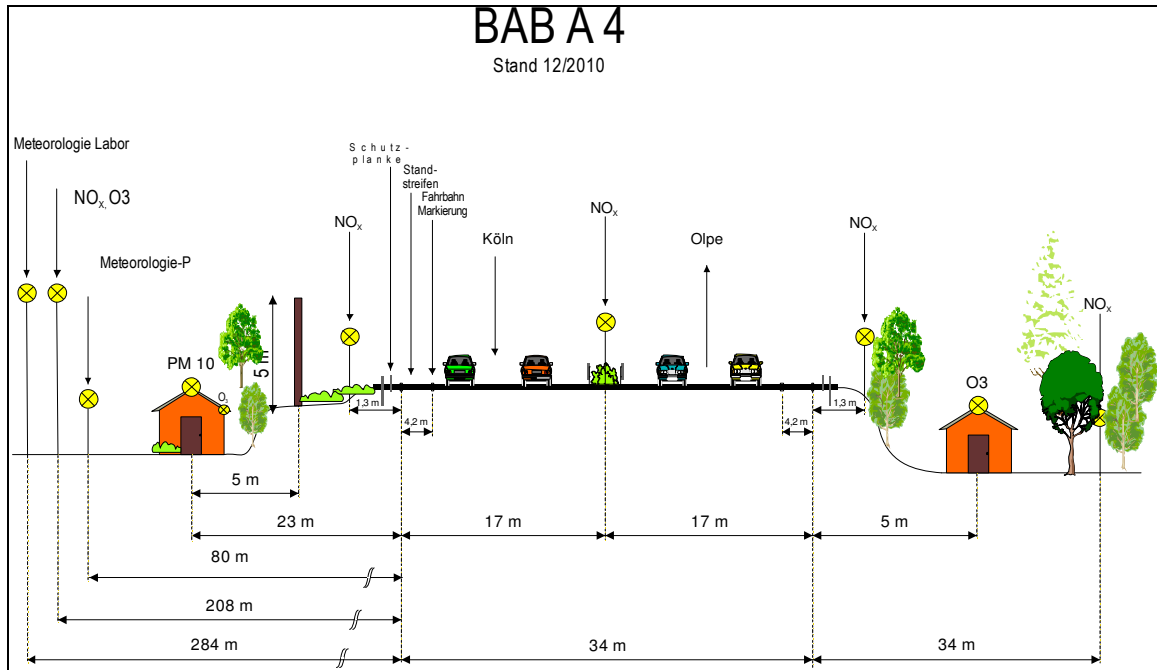 BAB A 4
Stand 12/2010
Meteorologie Labor
NOx, O3
Meteorologie-P
NOx
Schutz-
planke
Stand-
streifen
Fahrbahn
Markierung
Köln
NOx
Olpe
NOx
NOx
PM 10
O3
5 m
O3
1,3 m
4,2 m
4,2 m
1,3 m
5 m
23 m
17 m
17 m
5 m
80 m
208 m
284 m
34 m
34 m